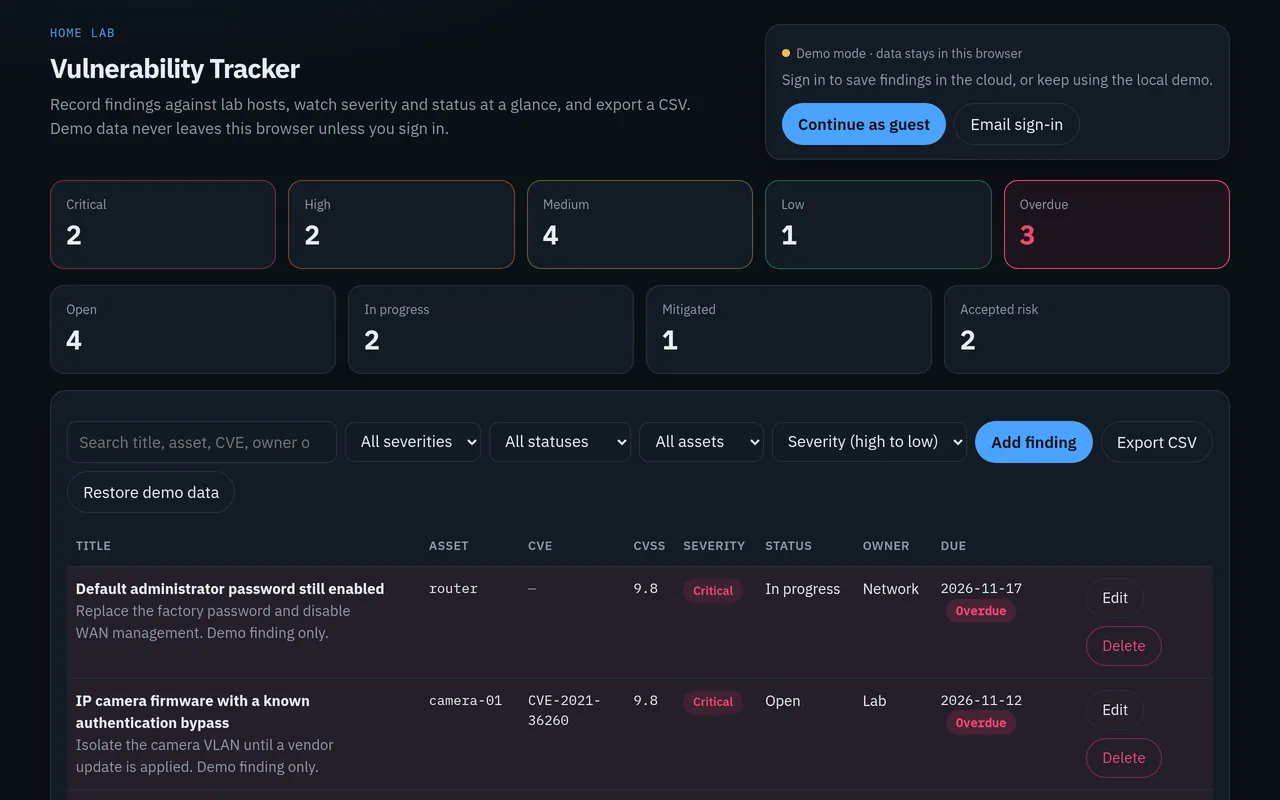 HOME LAB
Vulnerability Tracker
Record findings against lab hosts, watch severity and status at a glance, and export a CSV.
Demo data never leaves this browser unless you sign in.
Demo mode · data stays in this browser
Sign in to save findings in the cloud, or keep using the local demo.
Continue as guest
Email sign-in
Critical
2
High
2
Medium
4
Low
1
Overdue
3
Open
4
In progress
2
Mitigated
1
Accepted risk
2
Search title, asset, CVE, owner o
All severities
All statuses
All assets
Severity (high to low)
Add finding
Export CSV
Restore demo data
TITLE ASSET CVE CVSS SEVERITY STATUS OWNER DUE
Default administrator password still enabled router — 9.8 Critical In progress Network 2026-11-17
Replace the factory password and disable
WAN management. Demo finding only.
Overdue
Edit
Delete
IP camera firmware with a known
authentication bypass
Isolate the camera VLAN until a vendor
update is applied. Demo finding only.
camera-01
CVE-2021-
36260
9.8
Critical
Open
Lab
2026-11-12
Overdue
Edit
Delete